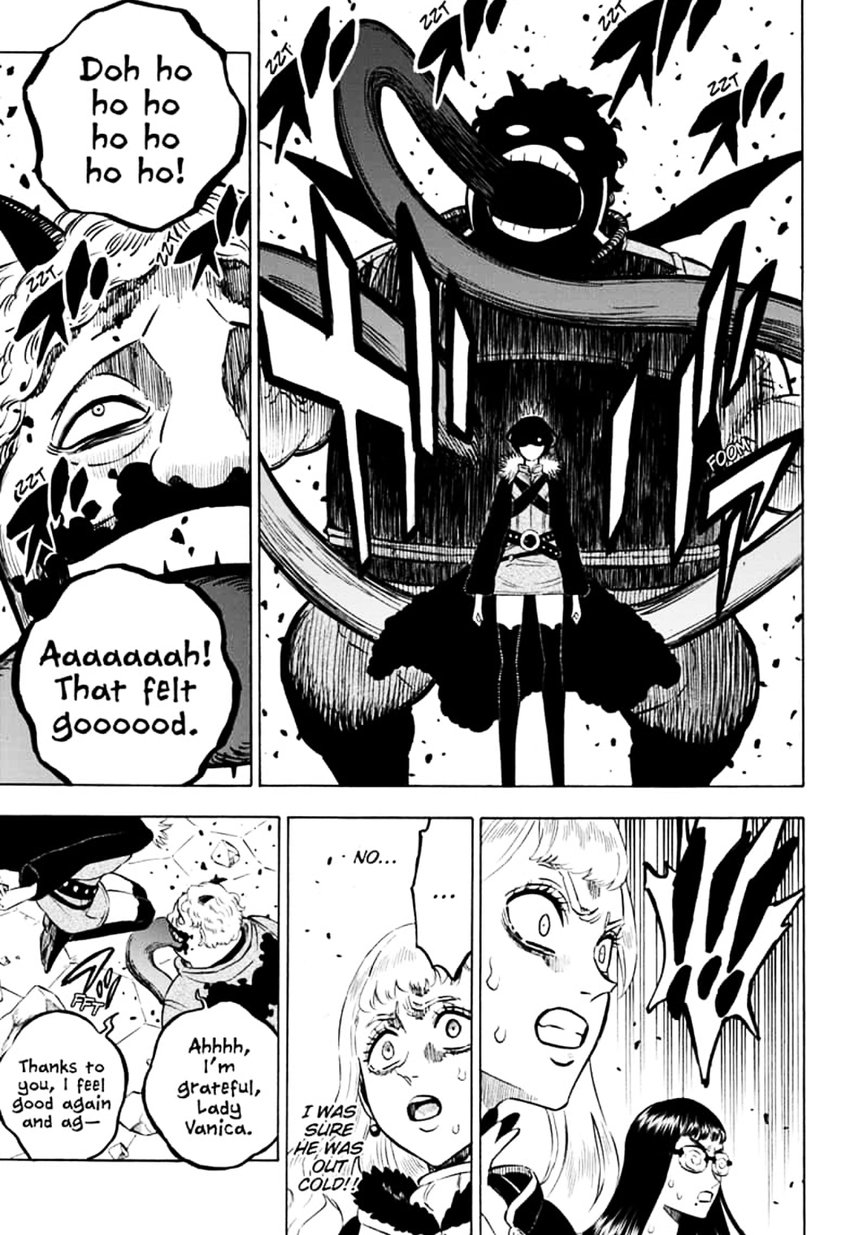 ZZT
ZZT
ZZT
ZZT
FOOM
Doh ho
ho ho
ho ho
ho ho!
ZZT
ZZT
ZZT
Aaaaaaah!
That felt
goooood.
...
NO...
I WAS
SURE
HE WAS
OUT
COLD!!
FFT
Ahhhh,
I'm
grateful,
Lady
Vanica.
Thanks to
you, I feel
good again
and ag—